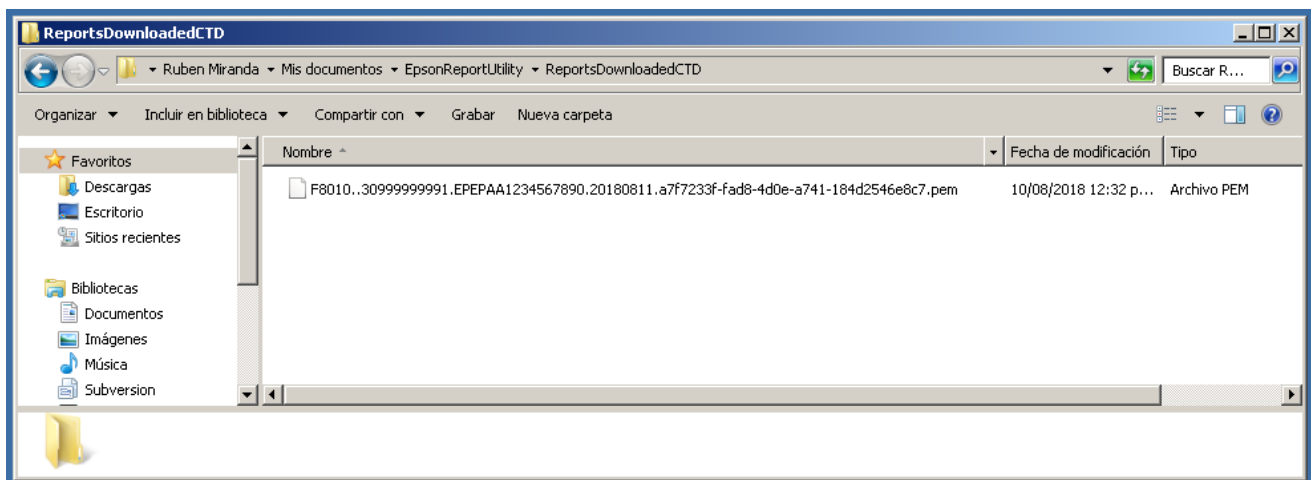 ReportsDownloadedCTD
Ruben Miranda Mis documentos EpsonReportUtility ReportsDownloadedCTD Buscar R...
Organizar Incluir en biblioteca Compartir con Grabar Nueva carpeta
Nombre Fecha de modificación Tipo
Favoritos
Descargas
Escritorio
Sitios recientes
Bibliotecas
Documentos
Imágenes
Música
Subversion
F8010..30999999991.EPEPAA1234567890.20180811.a7f7233f-fad8-4d0e-a741-184d2546e8c7.pem 10/08/2018 12:32 p... Archivo PEM